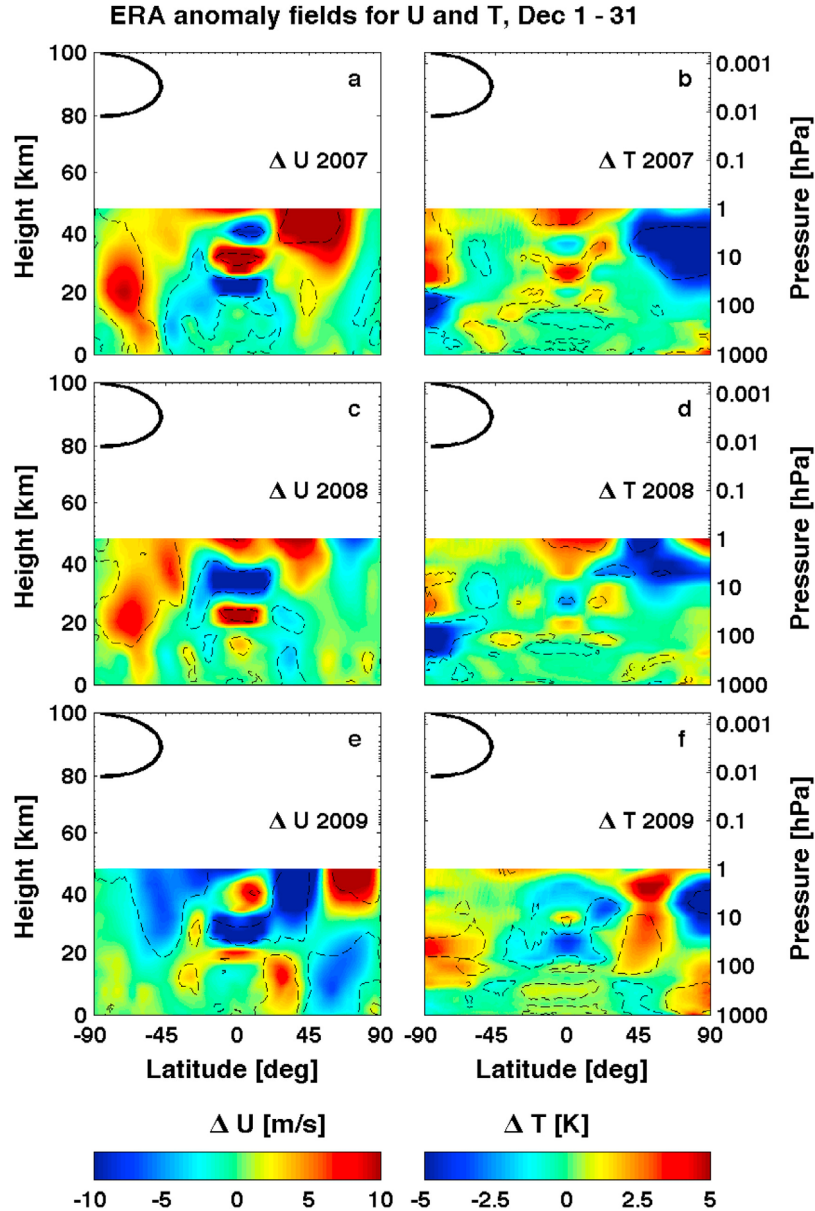 ERA anomaly fields for U and T, Dec 1 - 31
100
80
60
40
20
0
Height [km]
a
Δ U 2007
b
Δ T 2007
0.001
0.01
0.1
1
10
100
1000
Pressure [hPa]
100
80
60
40
20
0
Height [km]
c
Δ U 2008
d
Δ T 2008
0.001
0.01
0.1
1
10
100
1000
Pressure [hPa]
100
80
60
40
20
0
Height [km]
e
Δ U 2009
f
Δ T 2009
0.001
0.01
0.1
1
10
100
1000
Pressure [hPa]
-90 -45 0 45 90
-90 -45 0 45 90
Latitude [deg]
Latitude [deg]
Δ U [m/s]
-10 -5 0 5 10
Δ T [K]
-5 -2.5 0 2.5 5